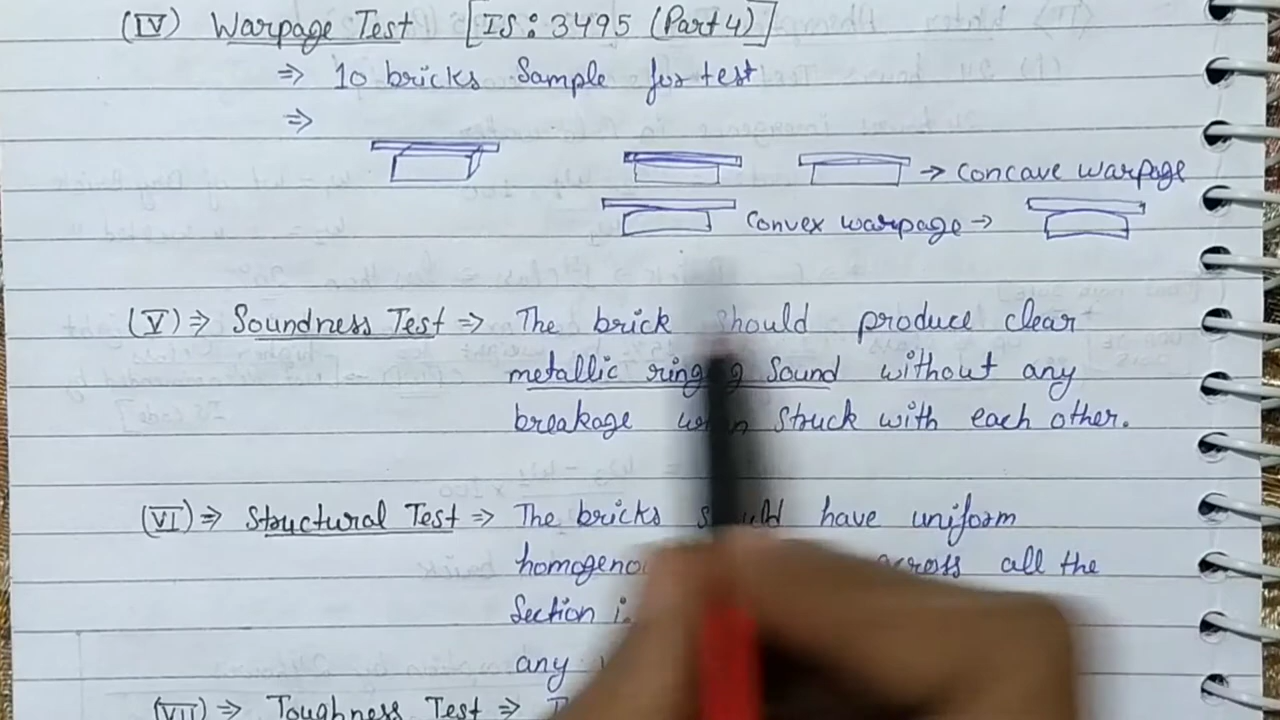 (IV) Warpage Test [IS: 3495 (Part 4)]
⇒ 10 bricks Sample for test
⇒
→ Concave warpage
Convex warpage →
(V) ⇒ Soundness Test ⇒ The brick should produce clear
metallic ringing Sound without any
breakage when struck with each other.
(VI) ⇒ Structural Test ⇒ The bricks should have uniform
across all the
Section
any
(VII) ⇒ Toughness Test ⇒